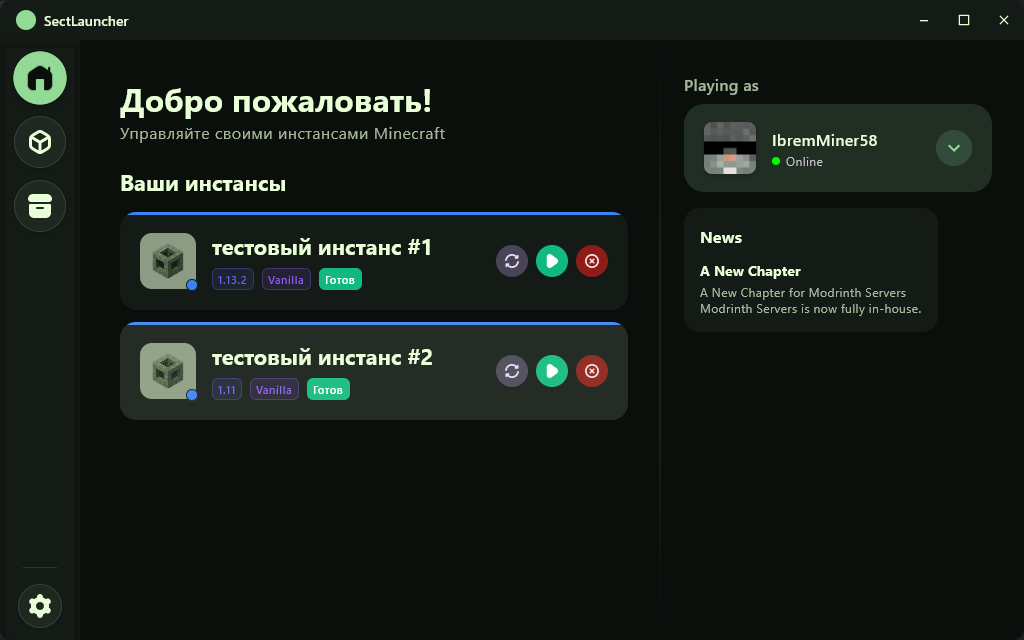 SectLauncher
Добро пожаловать!
Управляйте своими инстансами Minecraft
Ваши инстансы
тестовый инстанс #1
1.13.2 Vanilla Готов
тестовый инстанс #2
1.11 Vanilla Готов
Playing as
IbremMiner58
Online
News
A New Chapter
A New Chapter for Modrinth Servers
Modrinth Servers is now fully in-house.